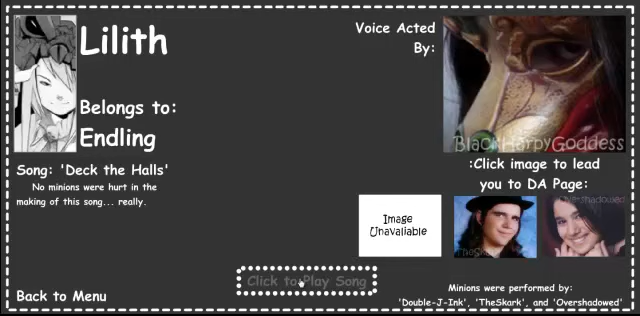 Lilith
Belongs to:
Endling
Song: 'Deck the Halls'
No minions were hurt in the
making of this song... really.
Back to Menu
Click to Play Song
Voice Acted
By:
BlackHarpyGoddess
:Click image to lead
you to DA Page:
Image
Unavaliable
TheSkark
Overshadowed
Minions were performed by:
'Double-J-Ink', 'TheSkark', and 'Overshadowed'